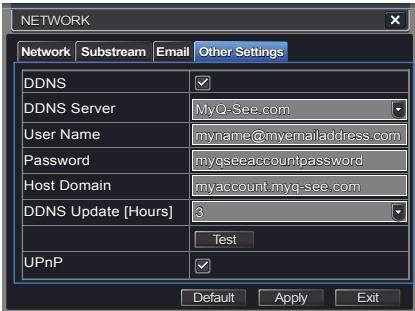 NETWORK
Network Substream Email Other Settings
DDNS
DDNS Server MyQ-See.com
User Name myname@myemailaddress.com
Password myqseeaccountpassword
Host Domain myaccount.myq-see.com
DDNS Update [Hours] 3
Test
UPnP
Default Apply Exit